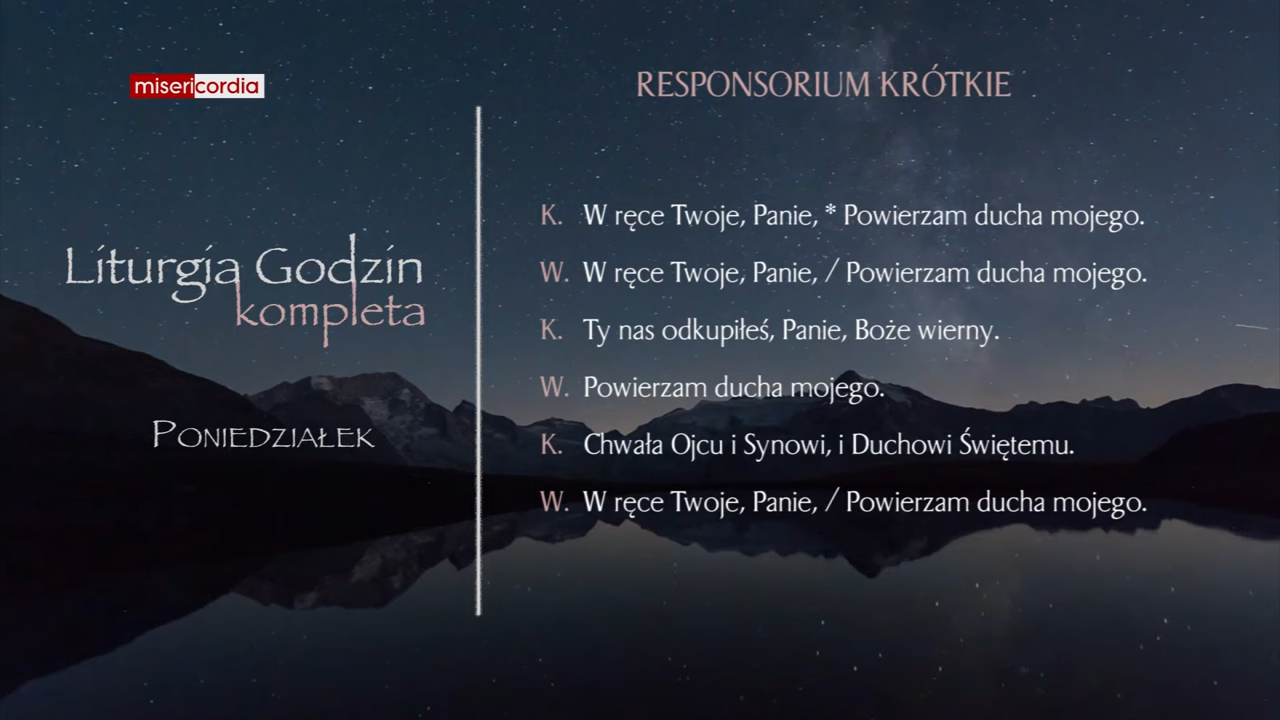 misericordia
Liturgia Godzin
kompleta
Poniedziałek
RESPONSORIUM KRÓTKIE
K. W ręce Twoje, Panie, * Powierzam ducha mojego.
W. W ręce Twoje, Panie, / Powierzam ducha mojego.
K. Ty nas odkupiłeś, Panie, Boże wierny.
W. Powierzam ducha mojego.
K. Chwała Ojcu i Synowi, i Duchowi Świętemu.
W. W ręce Twoje, Panie, / Powierzam ducha mojego.